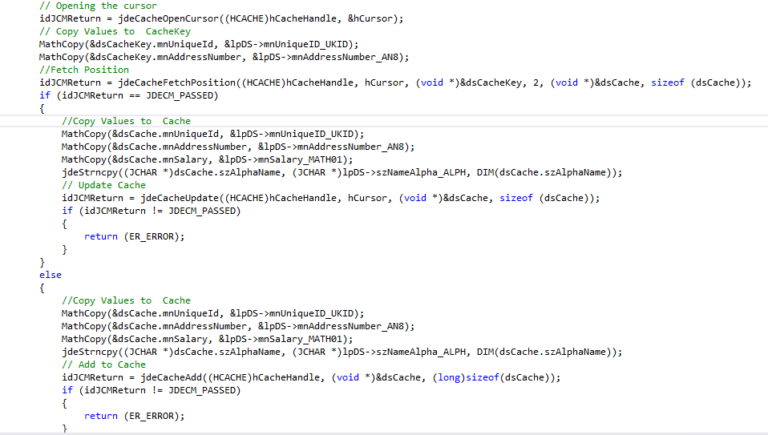 // Opening the cursor
idJCMReturn = jdeCacheOpenCursor((HCACHE)hCacheHandle, &hCursor);
// Copy Values to  CacheKey
MathCopy(&dsCacheKey.mnUniqueId, &lpDS->mnUniqueID_UKID);
MathCopy(&dsCacheKey.mnAddressNumber, &lpDS->mnAddressNumber_AN8);
//Fetch Position
idJCMReturn = jdeCacheFetchPosition((HCACHE)hCacheHandle, hCursor, (void *)&dsCacheKey, 2, (void *)&dsCache, sizeof (dsCache));
if (idJCMReturn == JDECM_PASSED)
{
//Copy Values to  Cache
MathCopy(&dsCache.mnUniqueId, &lpDS->mnUniqueID_UKID);
MathCopy(&dsCache.mnAddressNumber, &lpDS->mnAddressNumber_AN8);
MathCopy(&dsCache.mnSalary, &lpDS->mnSalary_MATH01);
jdeStrncpy((JCHAR *)dsCache.szAlphaName, (JCHAR *)lpDS->szNameAlpha_ALPH, DIM(dsCache.szAlphaName));
// Update Cache
idJCMReturn = jdeCacheUpdate((HCACHE)hCacheHandle, hCursor, (void *)&dsCache, sizeof (dsCache));
if (idJCMReturn != JDECM_PASSED)
{
return (ER_ERROR);
}
}
else
{
//Copy Values to  Cache
MathCopy(&dsCache.mnUniqueId, &lpDS->mnUniqueID_UKID);
MathCopy(&dsCache.mnAddressNumber, &lpDS->mnAddressNumber_AN8);
MathCopy(&dsCache.mnSalary, &lpDS->mnSalary_MATH01);
jdeStrncpy((JCHAR *)dsCache.szAlphaName, (JCHAR *)lpDS->szNameAlpha_ALPH, DIM(dsCache.szAlphaName));
// Add to Cache
idJCMReturn = jdeCacheAdd((HCACHE)hCacheHandle, (void *)&dsCache, (long)sizeof(dsCache));
if (idJCMReturn != JDECM_PASSED)
{
return (ER_ERROR);
}